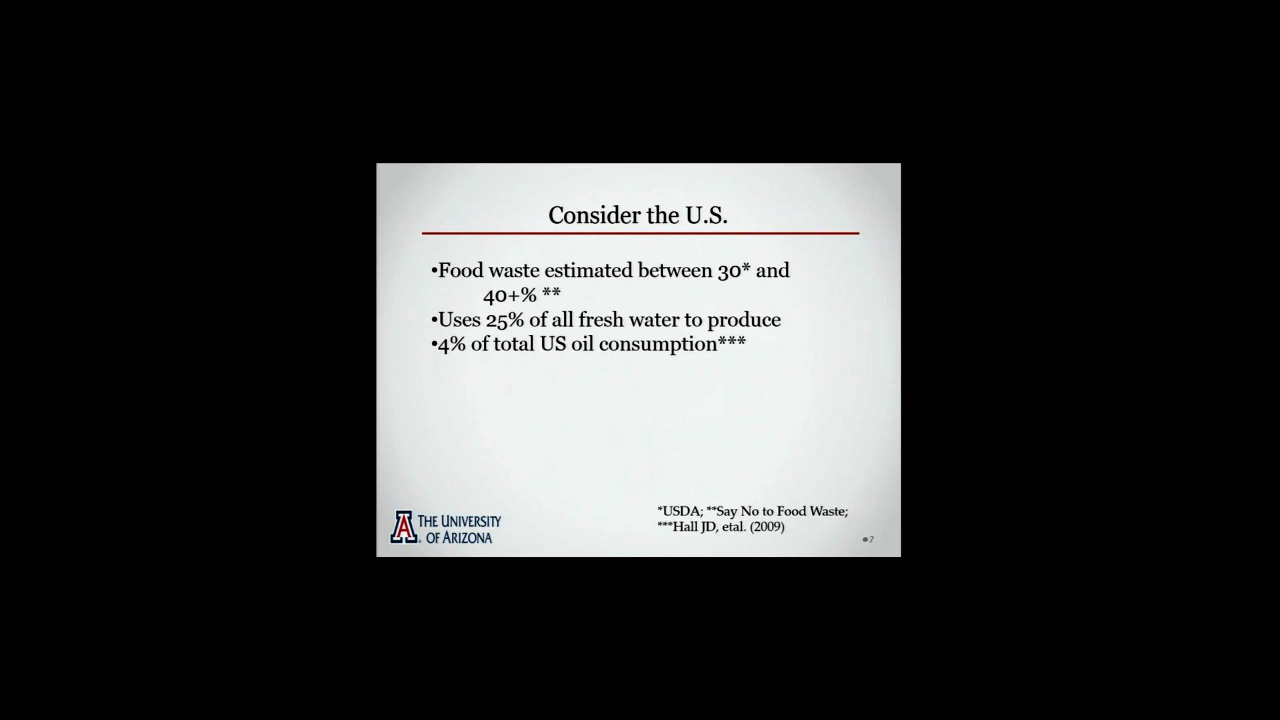 Consider the U.S.
•Food waste estimated between 30* and
40+% **
•Uses 25% of all fresh water to produce
•4% of total US oil consumption***
*USDA; **Say No to Food Waste;
***Hall JD, etal. (2009)
A THE UNIVERSITY
OF ARIZONA
•7